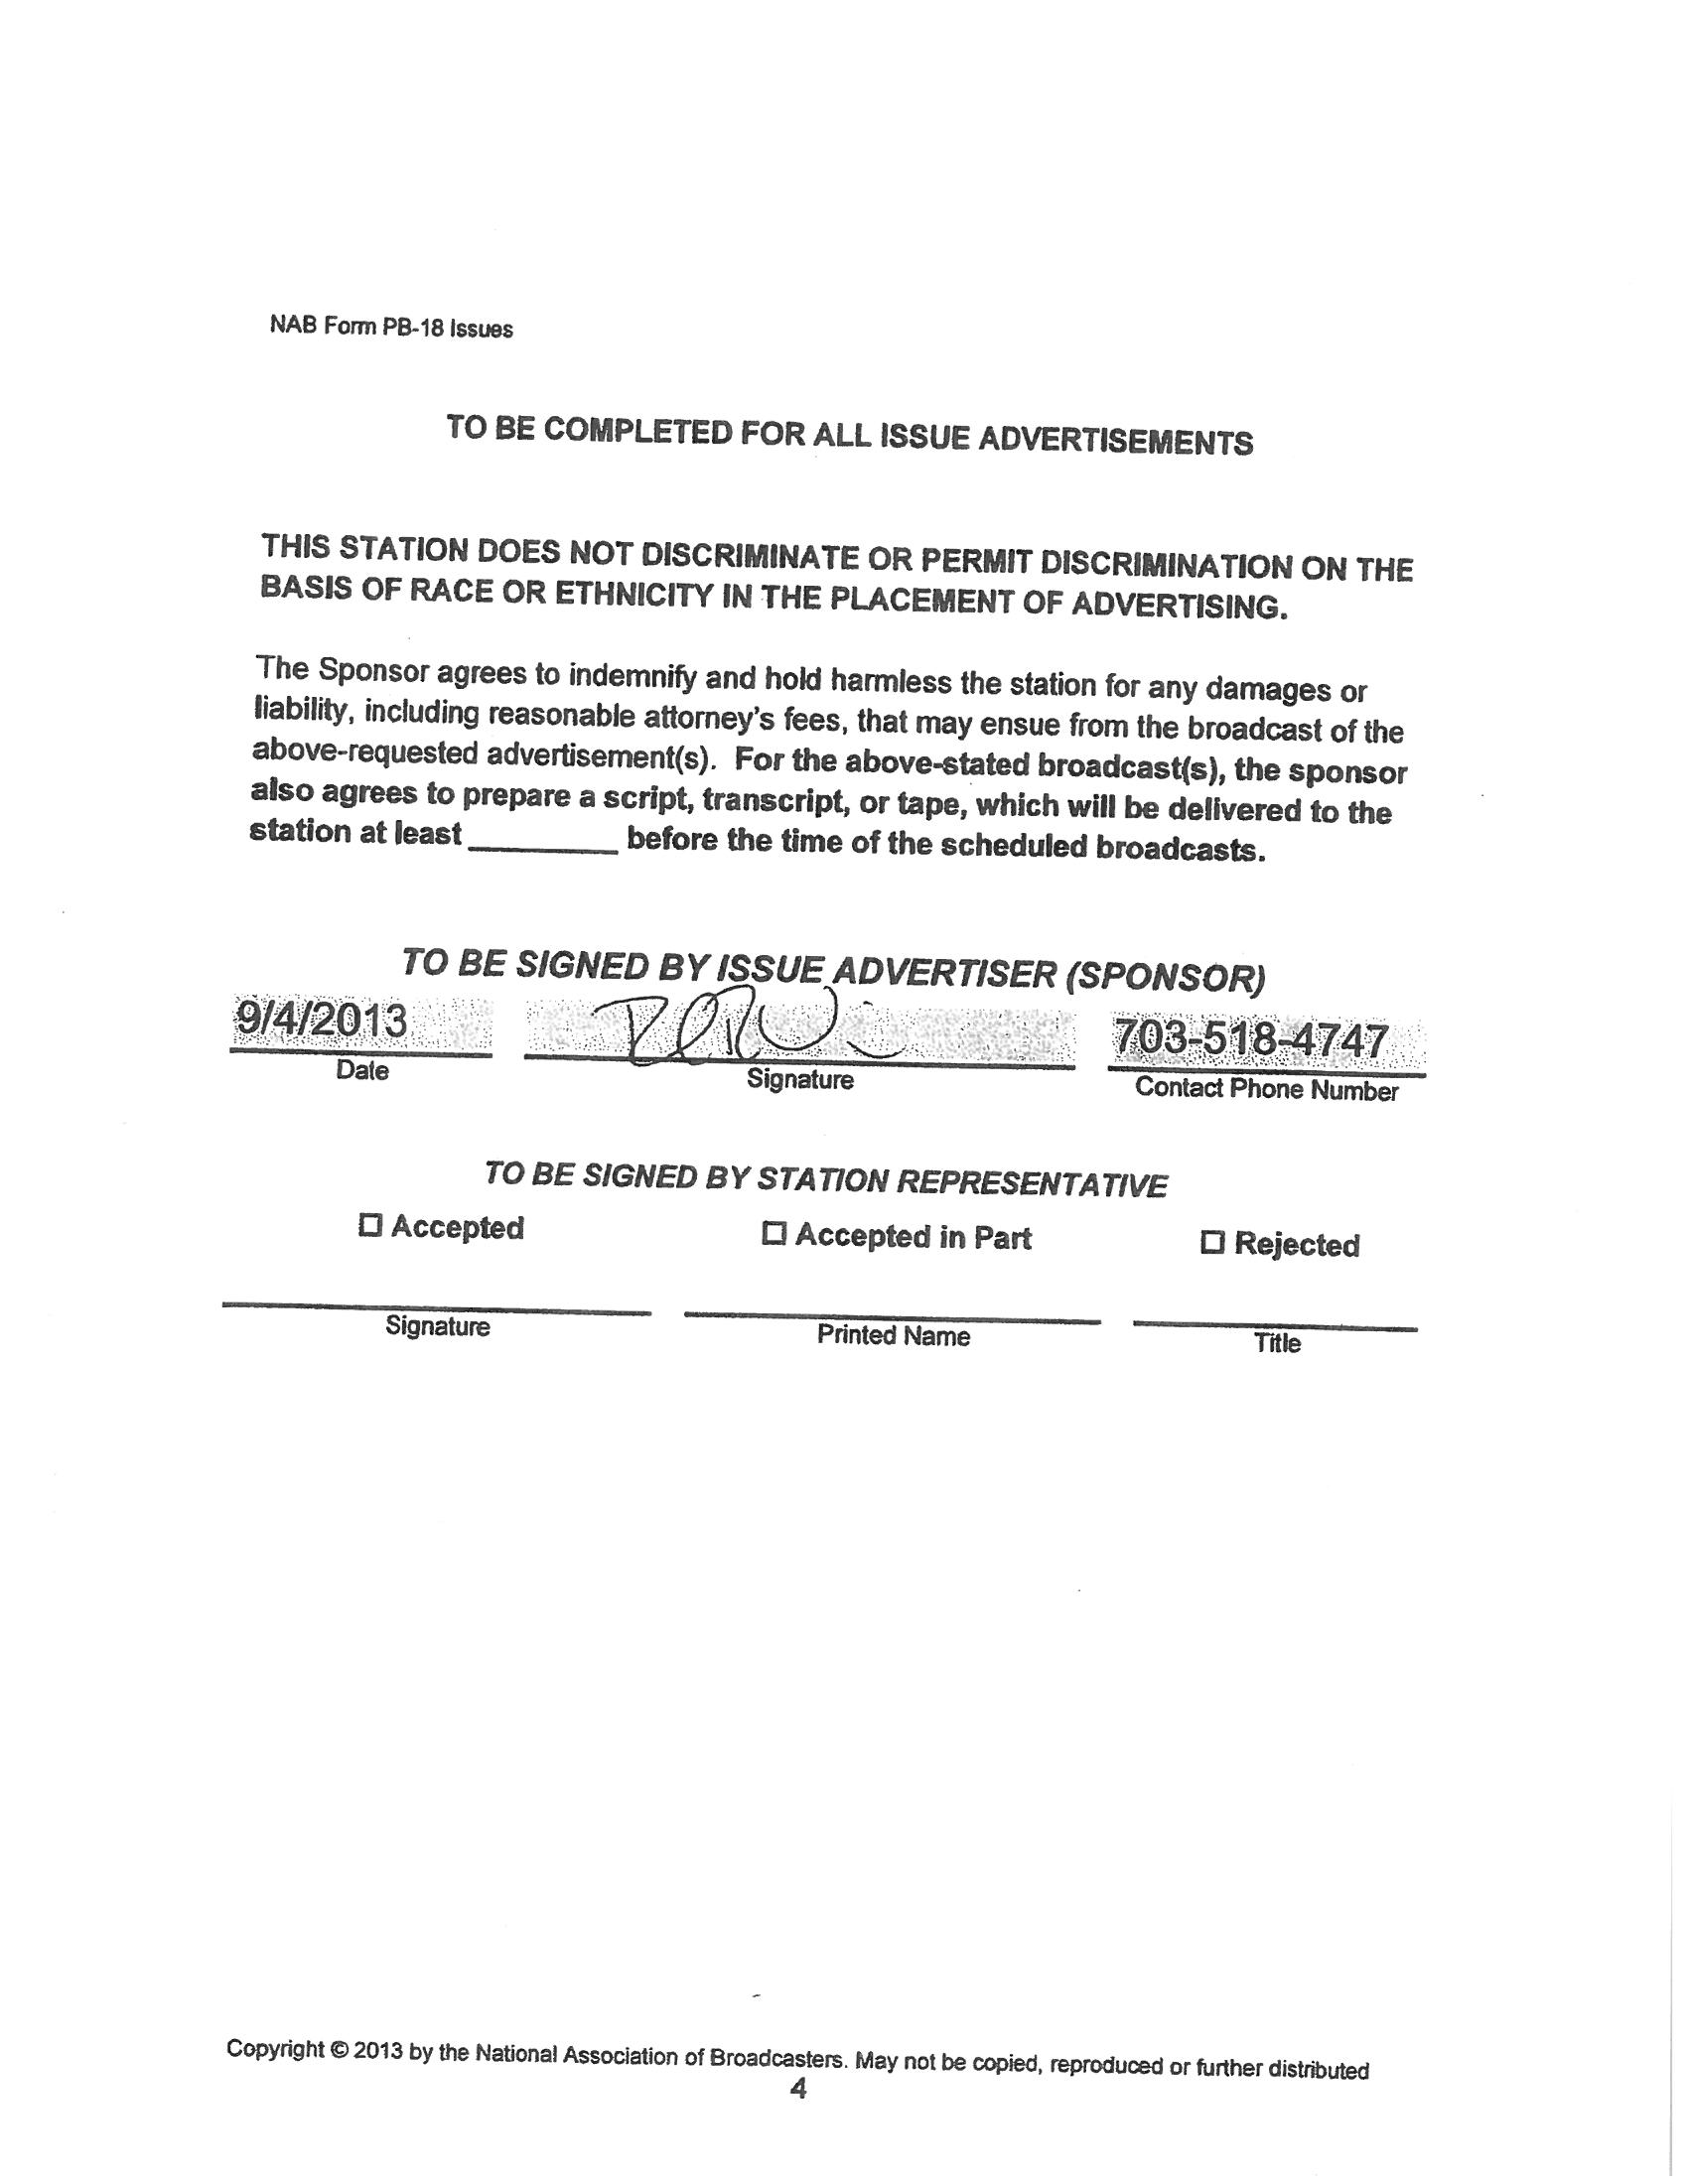 NAB Form PB-18 Issues
TO BE COMPLETED FOR ALL ISSUE ADVERTISEMENTS
THIS STATION DOES NOT DISCRIMINATE OR PERMIT DISCRIMINATION ON THE
BASIS OF RACE OR ETHNICITY IN THE PLACEMENT OF ADVERTISING.
The Sponsor agrees to indemnify and hold harmless the station for any damages or
liability, including reasonable attorney's fees, that may ensue from the broadcast of the
above-requested advertisement(s). For the above-stated broadcast(s), the sponsor
also agrees to prepare a script, transcript, or tape, which will be delivered to the
station at least ________ before the time of the scheduled broadcasts.
TO BE SIGNED BY ISSUE ADVERTISER (SPONSOR)
9/4/2013 703-518-4747
Date Signature Contact Phone Number
TO BE SIGNED BY STATION REPRESENTATIVE
☐ Accepted ☐ Accepted in Part ☐ Rejected
Signature Printed Name Title
Copyright © 2013 by the National Association of Broadcasters. May not be copied, reproduced or further distributed
4